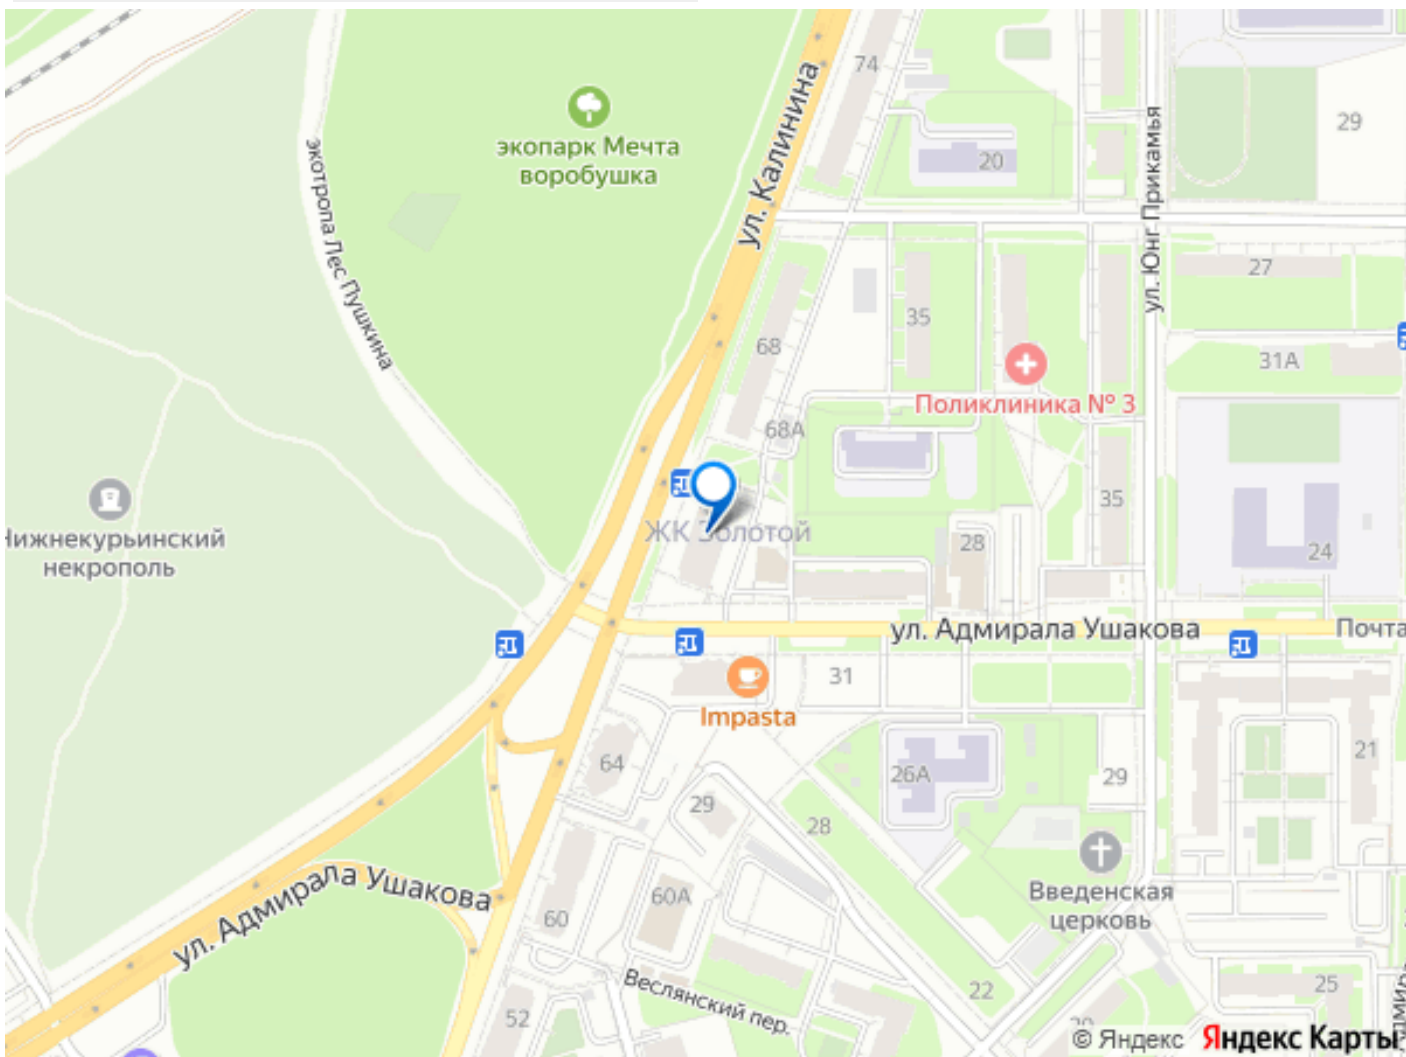 74
29
экопарк Мечта
воробушка
20
ул. Калинина
ул. Юнг Прикамья
экотропа Лес Пушкина
27
35
68
31А
Поликлиника № 3
68А
35
ЖК Золотой
28
24
Нижнекурьинский
некрополь
ул. Адмирала Ушакова
Почта
31
Impasta
64
26А
29
21
29
28
ул. Адмирала Ушакова
60А
60
Введенская
церковь
Веслянский пер.
22
25
52
© Яндекс Яндекс Карты